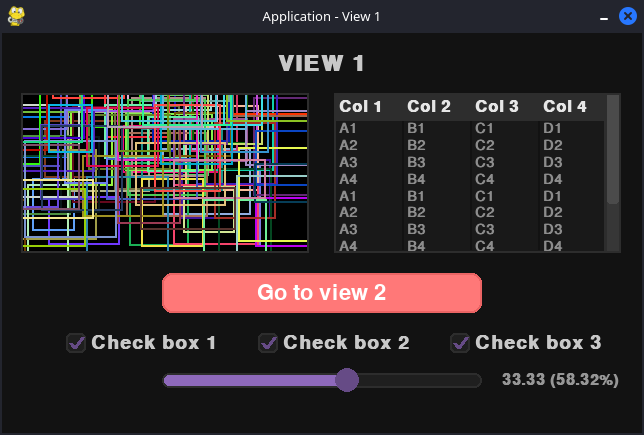 Application - View 1
VIEW 1
Col 1 Col 2 Col 3 Col 4
A1 B1 C1 D1
A2 B2 C2 D2
A3 B3 C3 D3
A4 B4 C4 D4
A1 B1 C1 D1
A2 B2 C2 D2
A3 B3 C3 D3
A4 B4 C4 D4
Go to view 2
Check box 1 Check box 2 Check box 3
33.33 (58.32%)